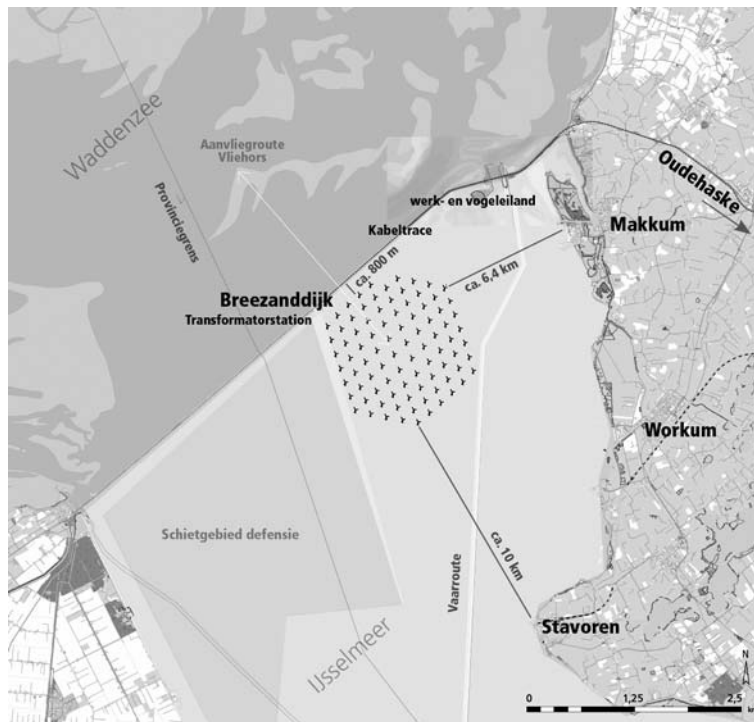 Waddenzee
Aanvliegroute
Vliehors
Provinciegrens
werk- en vogeleiland
Kabeltrace
Oudehaske
Makkum
ca. 800 m
ca. 6,4 km
Breezanddijk
Transformatorstation
Workum
Schietgebied defensie
Vaarroute
ca. 10 km
Stavoren
IJsselmeer
N
0
1,25
2,5